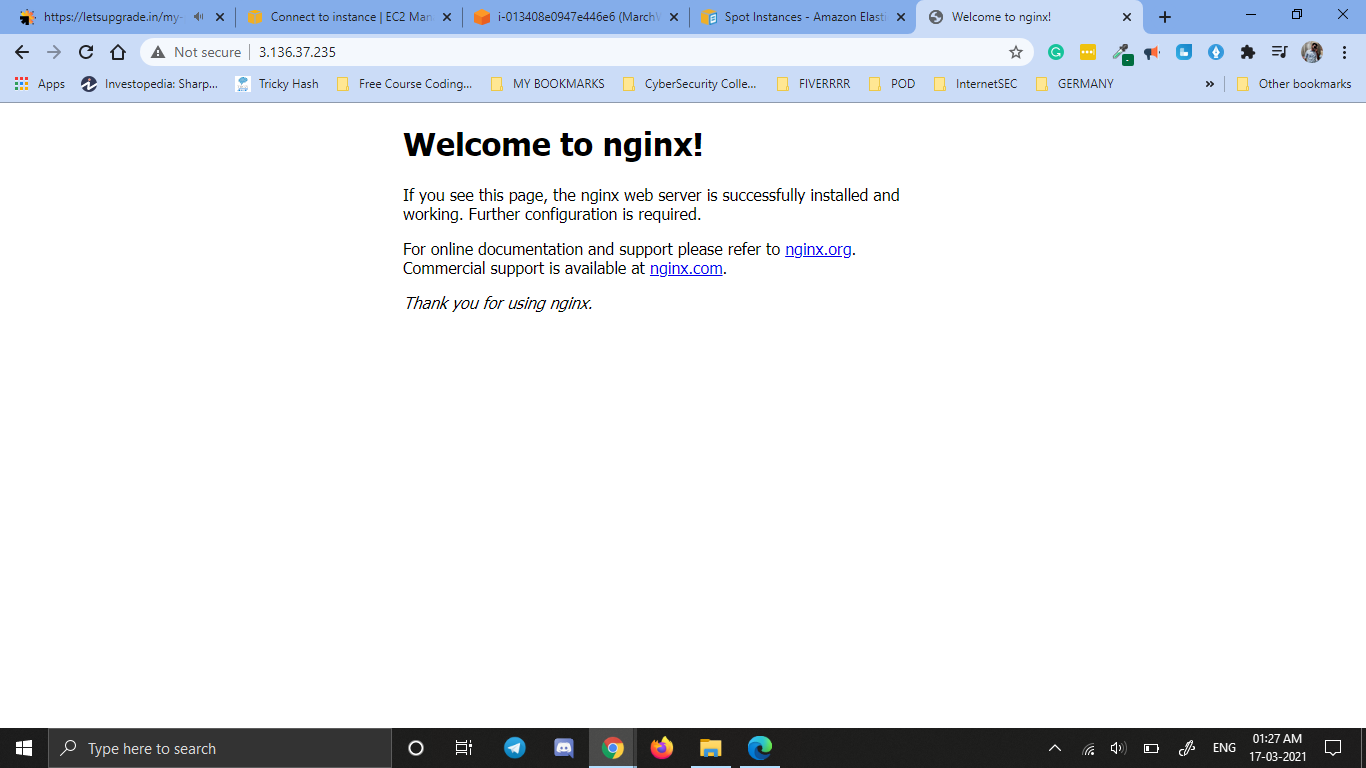 https://letsupgrade.in/my-
Connect to instance | EC2 Man
i-013408e0947e446e6 (March
Spot Instances - Amazon Elasti
Welcome to nginx!
Not secure
3.136.37.235
Apps
Investopedia: Sharp...
Tricky Hash
Free Course Coding...
MY BOOKMARKS
CyberSecurity Colle...
FIVERRRR
POD
InternetSEC
GERMANY
»
Other bookmarks
Welcome to nginx!
If you see this page, the nginx web server is successfully installed and
working. Further configuration is required.
For online documentation and support please refer to nginx.org.
Commercial support is available at nginx.com.
Thank you for using nginx.
Type here to search
ENG
01:27 AM
17-03-2021